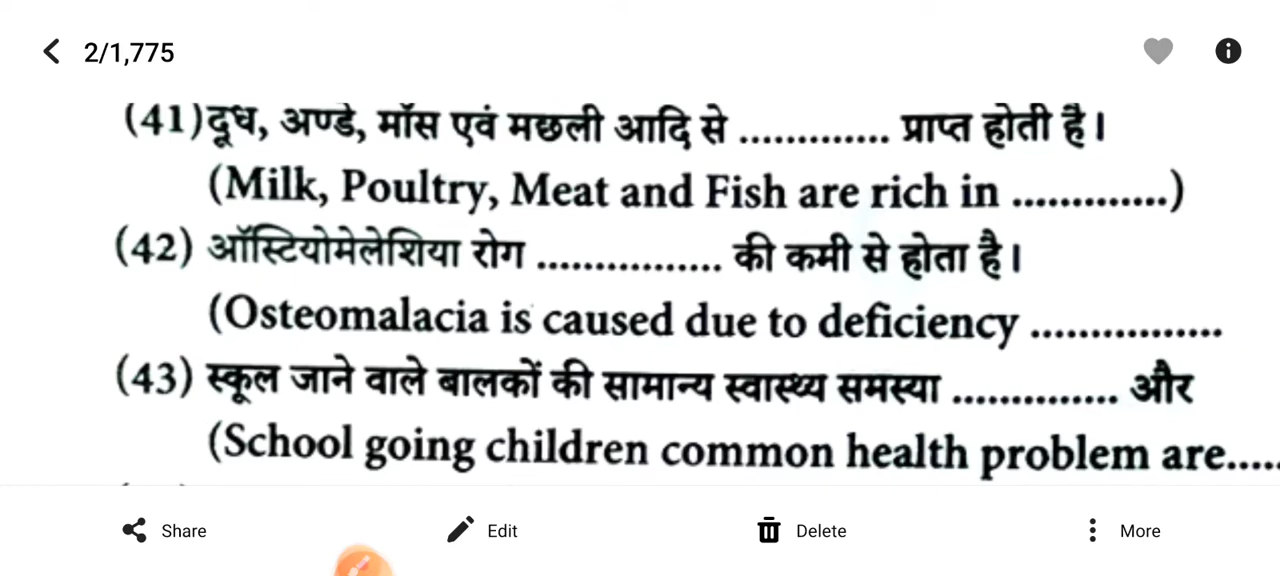 2/1,775
(41) दूध, अण्डे, मॉस एवं मछली आदि से ............. प्राप्त होती है।
(Milk, Poultry, Meat and Fish are rich in .............)
(42) ऑस्टियोमेलेशिया रोग ................ की कमी से होता है।
(Osteomalacia is caused due to deficiency .................
(43) स्कूल जाने वाले बालकों की सामान्य स्वास्थ्य समस्या .............. और
(School going children common health problem are.....
Share Edit Delete More